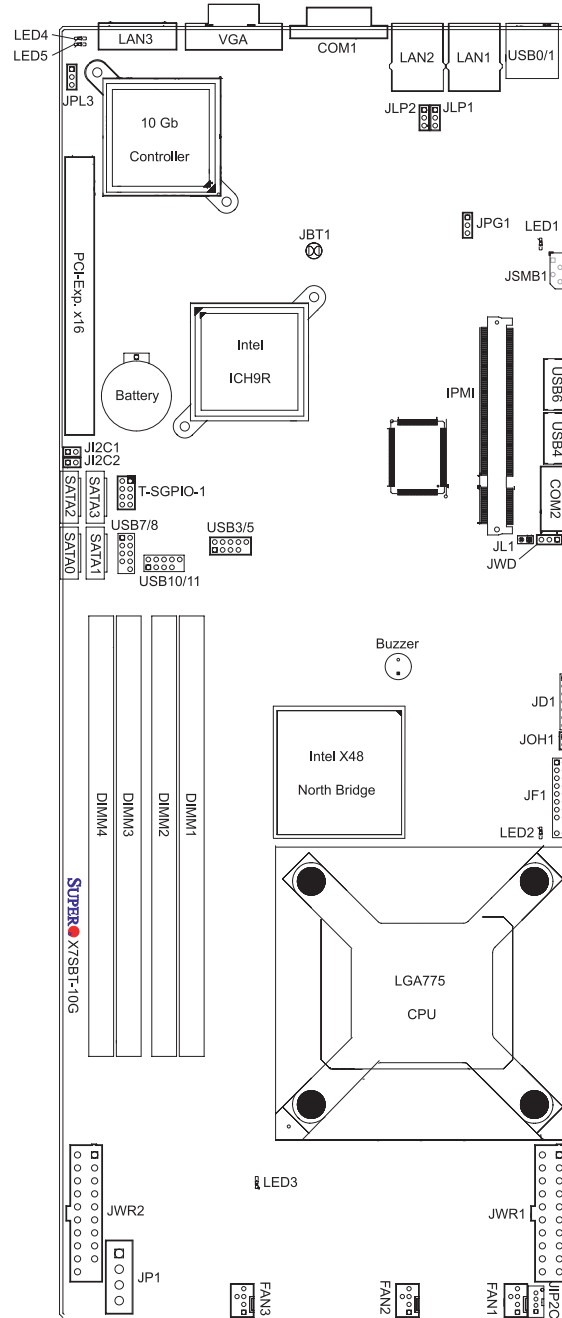 LED4
LED5
LAN3
VGA
COM1
LAN2
LAN1
USB0/1
JPL3
JLP2
JLP1
10 Gb
Controller
JPG1
LED1
JBT1
JSMB1
PCI-Exp. x16
Intel
ICH9R
Battery
IPMI
USB6
USB4
COM2
JI2C1
JI2C2
SATA2
SATA3
T-SGPIO-1
USB7/8
USB3/5
SATA0
SATA1
USB10/11
JL1
JWD
Buzzer
JD1
JOH1
Intel X48
North Bridge
JF1
LED2
DIMM4
DIMM3
DIMM2
DIMM1
SUPER
X7SBT-10G
LGA775
CPU
LED3
JWR2
JWR1
JP1
FAN3
FAN2
FAN1
JIP2C